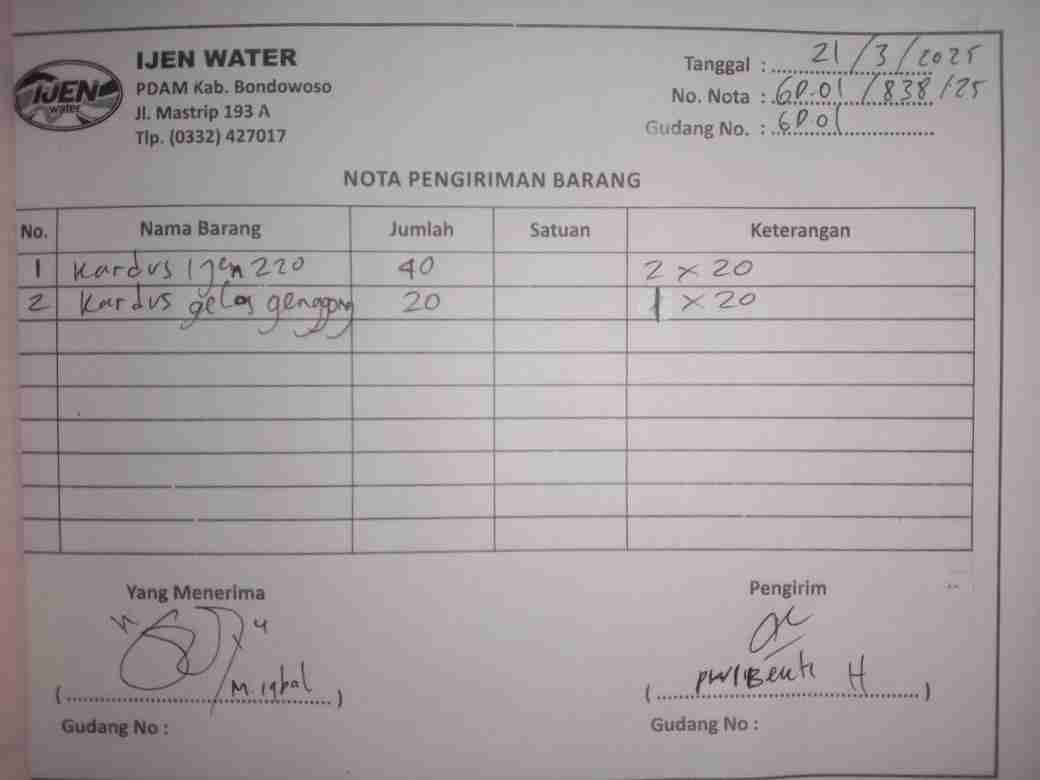 IJEN water
IJEN WATER
PDAM Kab. Bondowoso
Jl. Mastrip 193 A
Tlp. (0332) 427017
Tanggal : 21/3/2025
No. Nota : GD.01/838/25
Gudang No. : GD 01
NOTA PENGIRIMAN BARANG
No. Nama Barang Jumlah Satuan Keterangan
1 Kardus Ijen 220 40 2 x 20
2 Kardus gelas genggong 20 1 x 20
Yang Menerima Pengirim
(M. Iqbal) (H)
Gudang No : Gudang No :